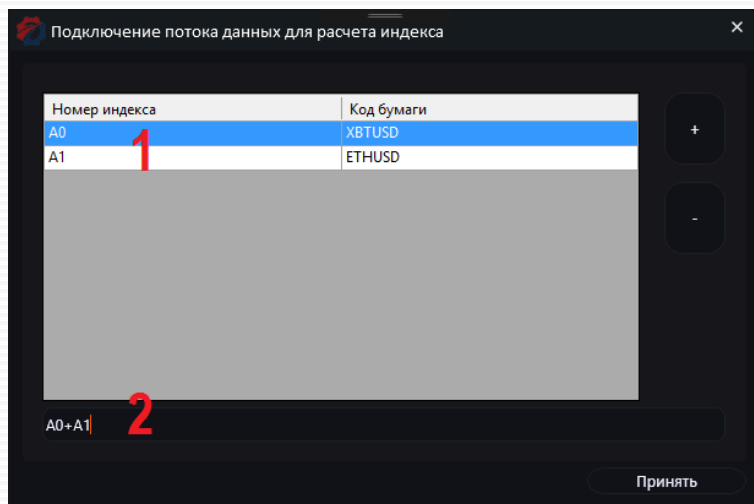 Подключение потока данных для расчета индекса
×
Номер индекса Код бумаги
A0 XBTUSD
A1 ETHUSD
1
+
-
A0+A1
2
Принять